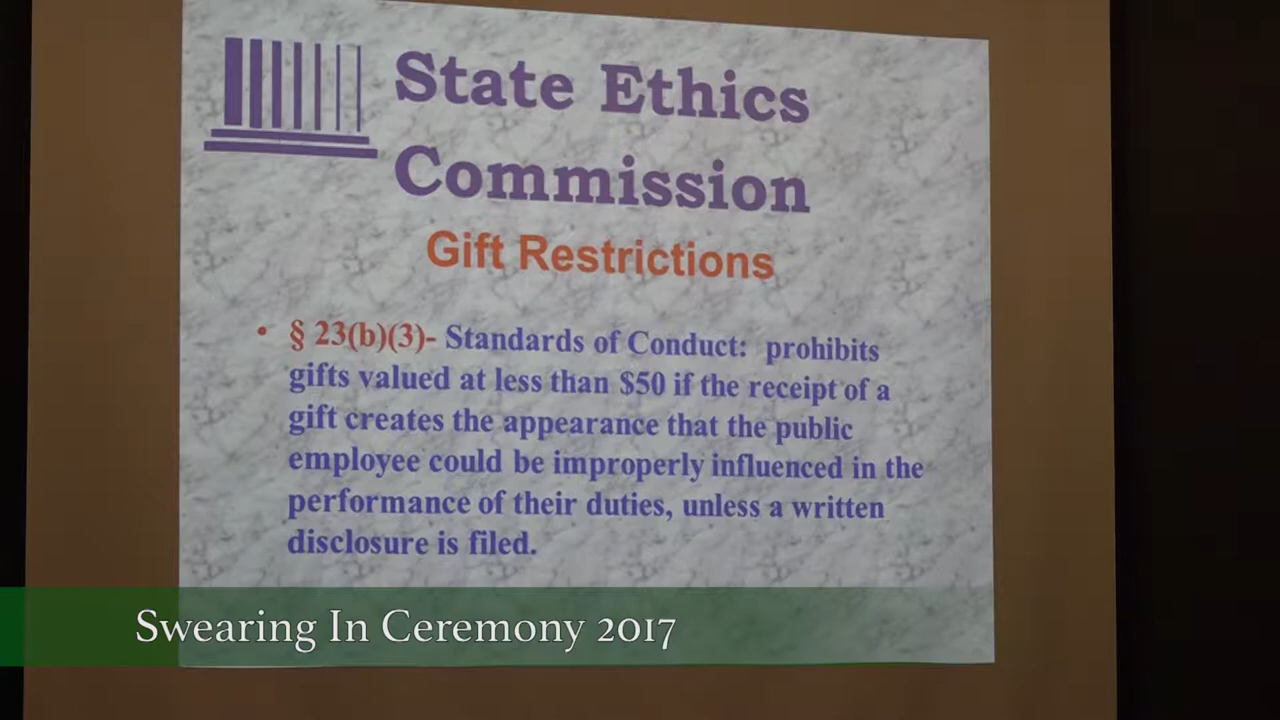 State Ethics
Commission
Gift Restrictions
• § 23(b)(3)- Standards of Conduct: prohibits
gifts valued at less than $50 if the receipt of a
gift creates the appearance that the public
employee could be improperly influenced in the
performance of their duties, unless a written
disclosure is filed.
Swearing In Ceremony 2017